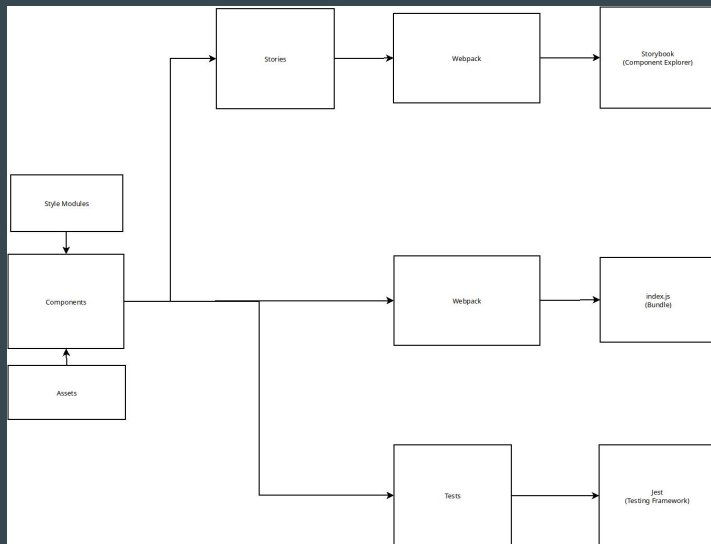 Stories
Webpack
Storybook
(Component Explorer)
Style Modules
Components
Webpack
index.js
(Bundle)
Assets
Tests
Jest
(Testing Framework)